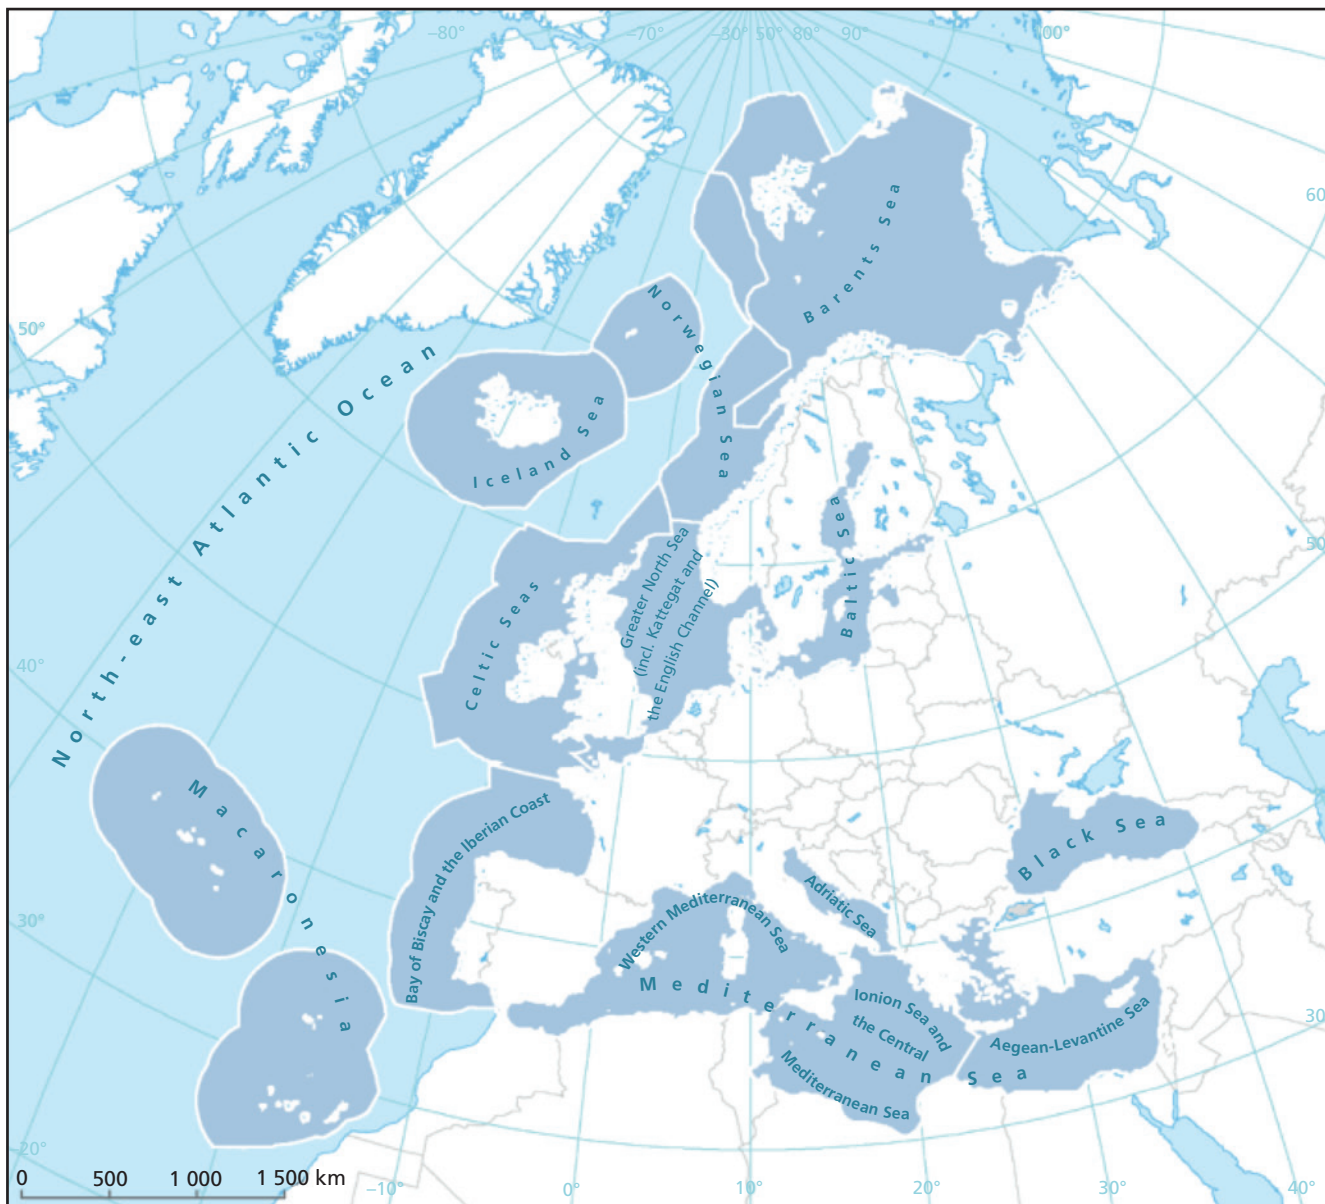 −80°
−70°
−30°
50°
80°
90°
100°
60
50°
Barents Sea
Norwegian Sea
North-east Atlantic Ocean
Iceland Sea
Baltic Sea
Greater North Sea
(incl. Kattegat and
the English Channel)
Celtic Seas
50
40°
Macaronesia
Bay of Biscay and the Iberian Coast
Black Sea
Adriatic Sea
Western Mediterranean Sea
Mediterranean Sea
Ionion Sea and
the Central
Mediterranean Sea
Aegean-Levantine Sea
30°
30
−20°
0 500 1 000 1 500 km
−10°
0°
10°
20°
30°
40°